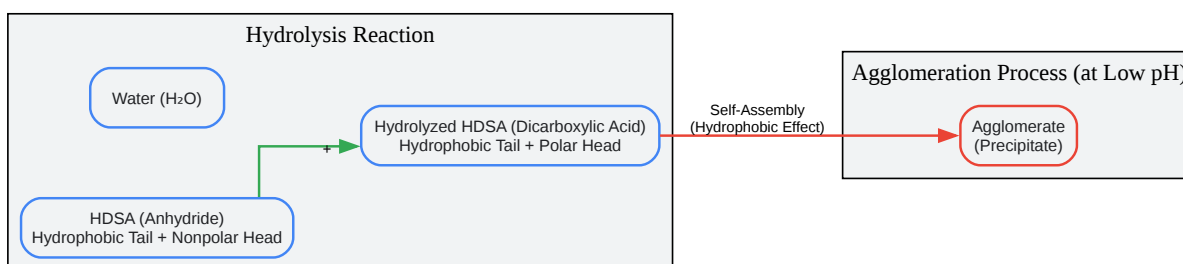 Hydrolysis Reaction
Water (H₂O)
HDSA (Anhydride)
Hydrophobic Tail + Nonpolar Head
+
Hydrolyzed HDSA (Dicarboxylic Acid)
Hydrophobic Tail + Polar Head
Self-Assembly
(Hydrophobic Effect)
Agglomeration Process (at Low pH)
Agglomerate
(Precipitate)